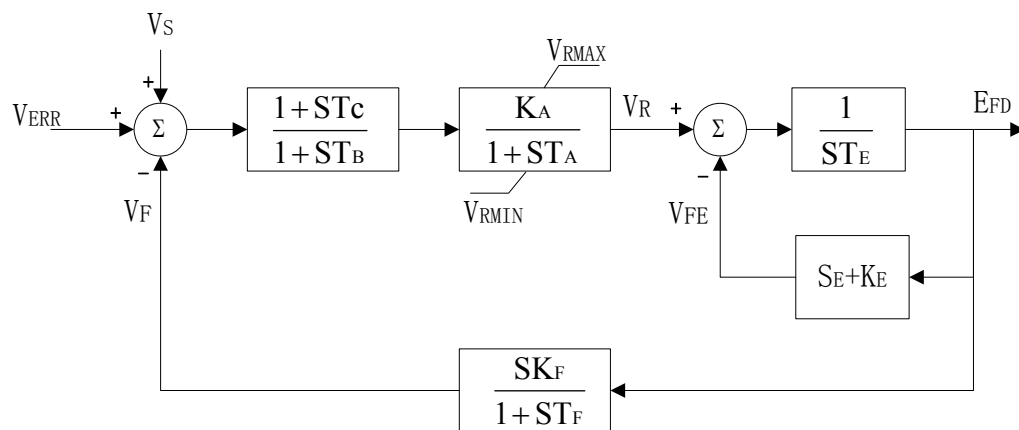 VS
+
VERR
+
Σ
−
VF
1+STC
1+STB
VRMAX
KA
1+STA
VRMIN
VR
+
Σ
−
VFE
1
STE
EFD
SE+KE
SKF
1+STF